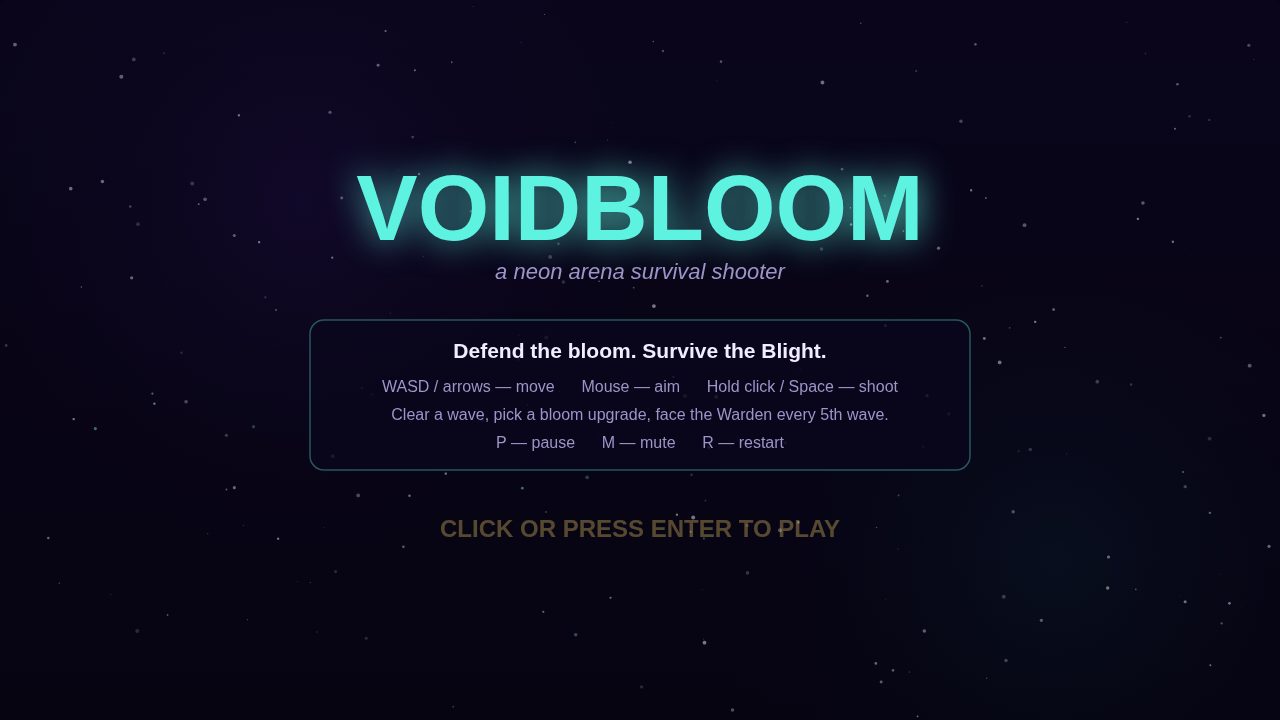 VOIDBLOOM
a neon arena survival shooter
Defend the bloom. Survive the Blight.
WASD / arrows — move Mouse — aim Hold click / Space — shoot
Clear a wave, pick a bloom upgrade, face the Warden every 5th wave.
P — pause M — mute R — restart
CLICK OR PRESS ENTER TO PLAY